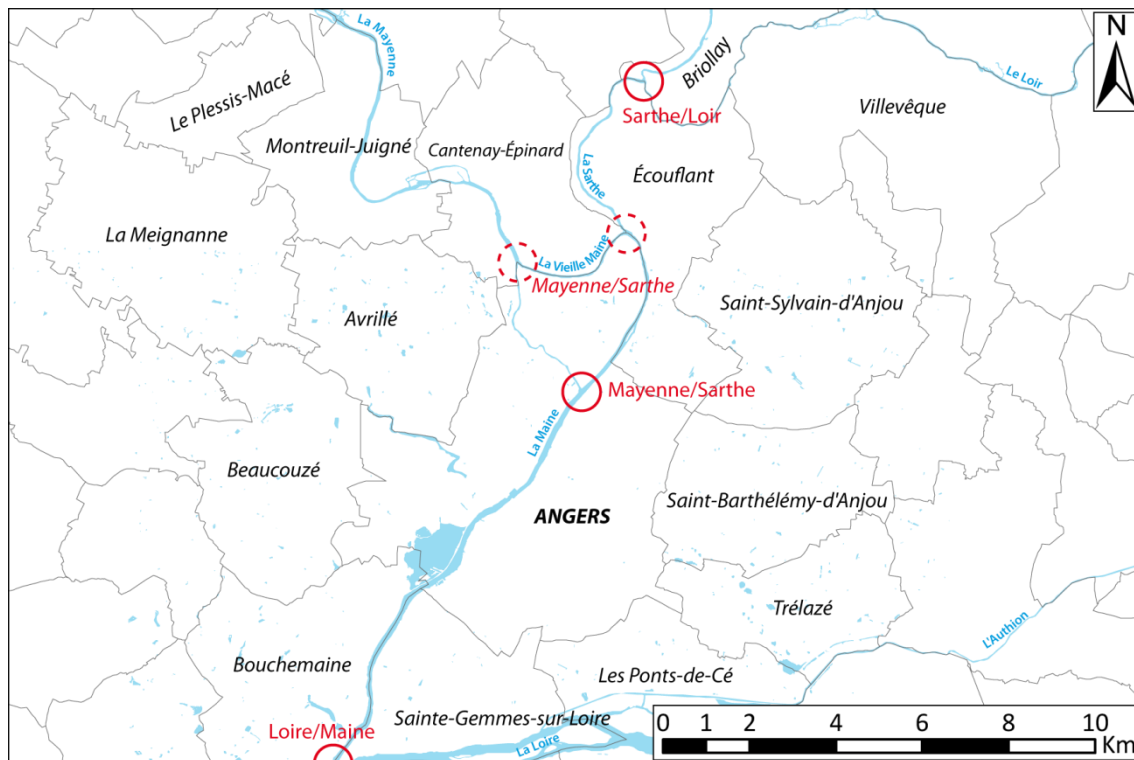 La Mayenne
N
Briollay
Le Loir
Le Plessis-Macé
Villevêque
Sarthe/Loir
Montreuil-Juigné
Cantenay-Épinard
La Sarthe
Écouflant
La Meignanne
La Vieille Maine
Mayenne/Sarthe
Saint-Sylvain-d'Anjou
Avrillé
Mayenne/Sarthe
La Maine
Beaucouzé
Saint-Barthélémy-d'Anjou
ANGERS
Trélazé
L'Authion
Bouchemaine
Les Ponts-de-Cé
Sainte-Gemmes-sur-Loire
Loire/Maine
La Loire
0 1 2 4 6 8 10
Km